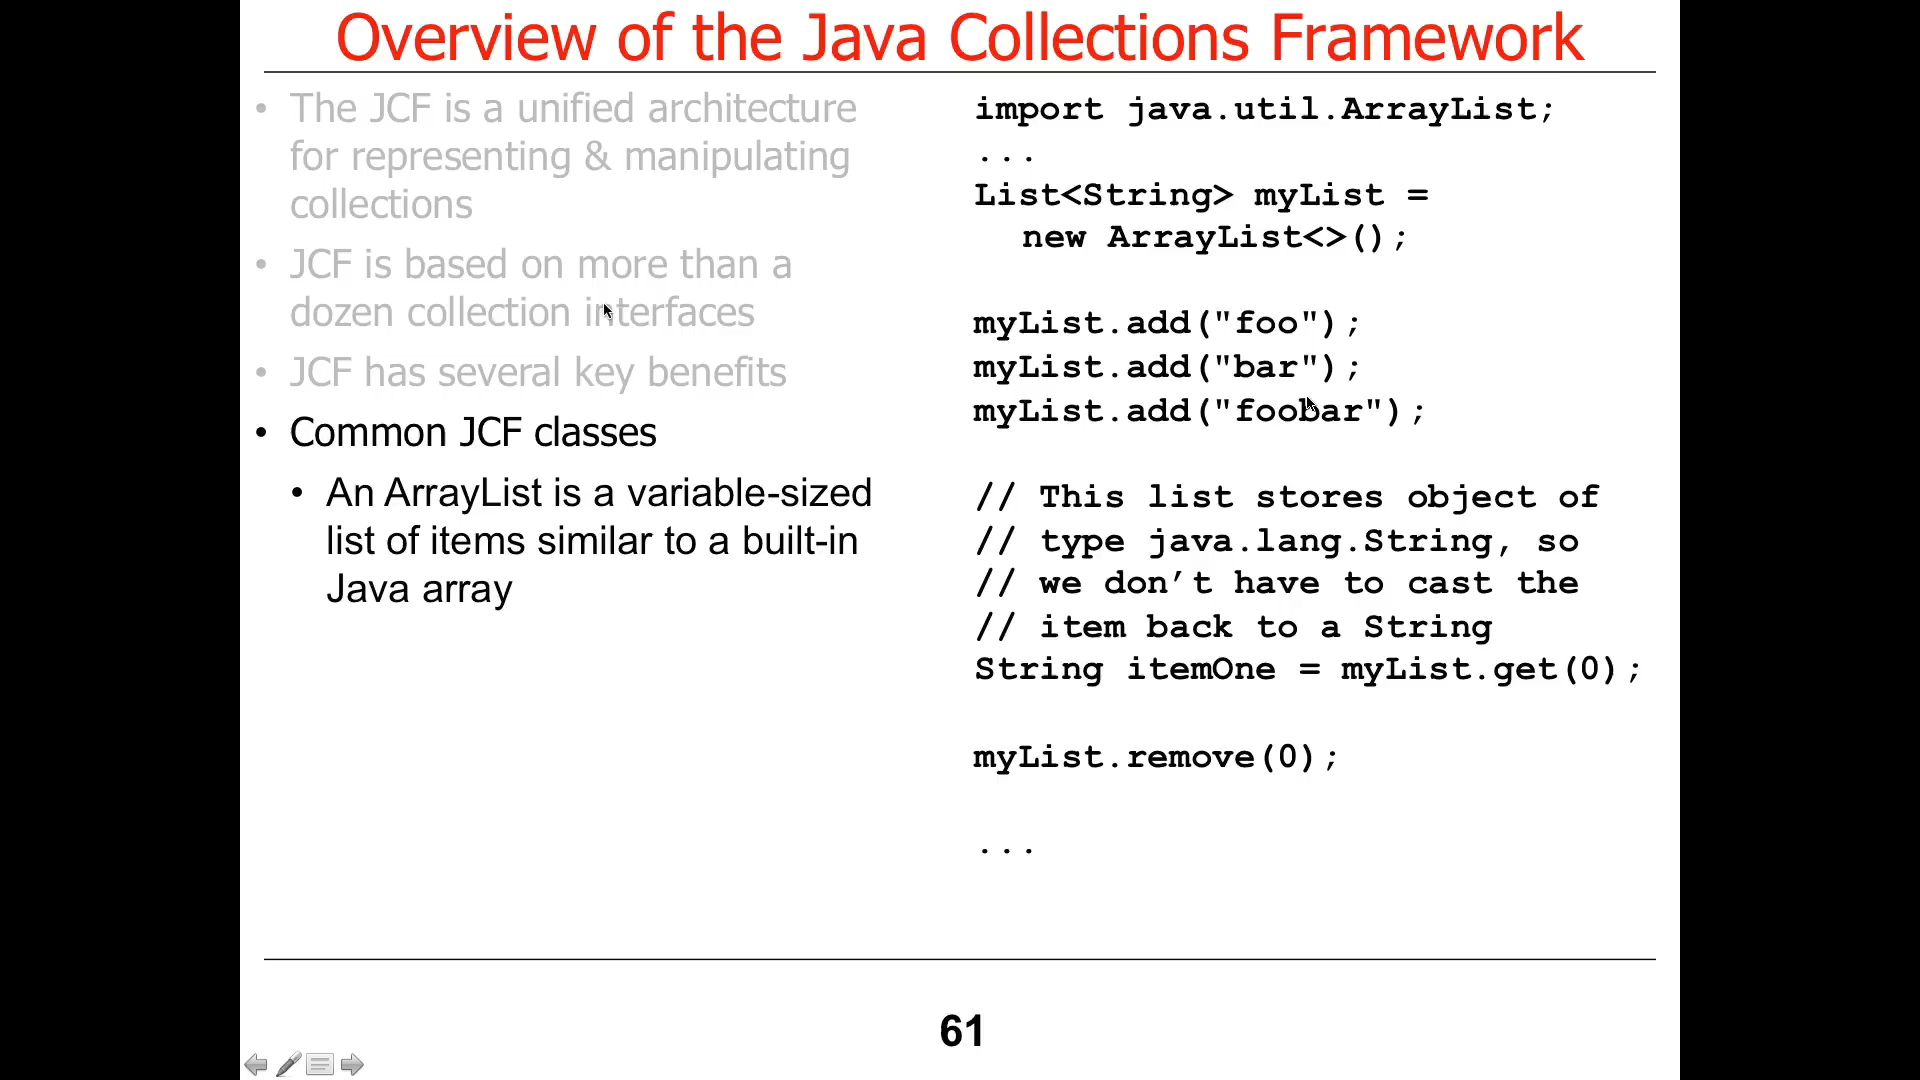 Overview of the Java Collections Framework
• The JCF is a unified architecture
for representing & manipulating
collections
• JCF is based on more than a
dozen collection interfaces
• JCF has several key benefits
• Common JCF classes
• An ArrayList is a variable-sized
list of items similar to a built-in
Java array
import java.util.ArrayList;
...
List<String> myList =
new ArrayList<>();
myList.add("foo");
myList.add("bar");
myList.add("foobar");
// This list stores object of
// type java.lang.String, so
// we don’t have to cast the
// item back to a String
String itemOne = myList.get(0);
myList.remove(0);
...
61